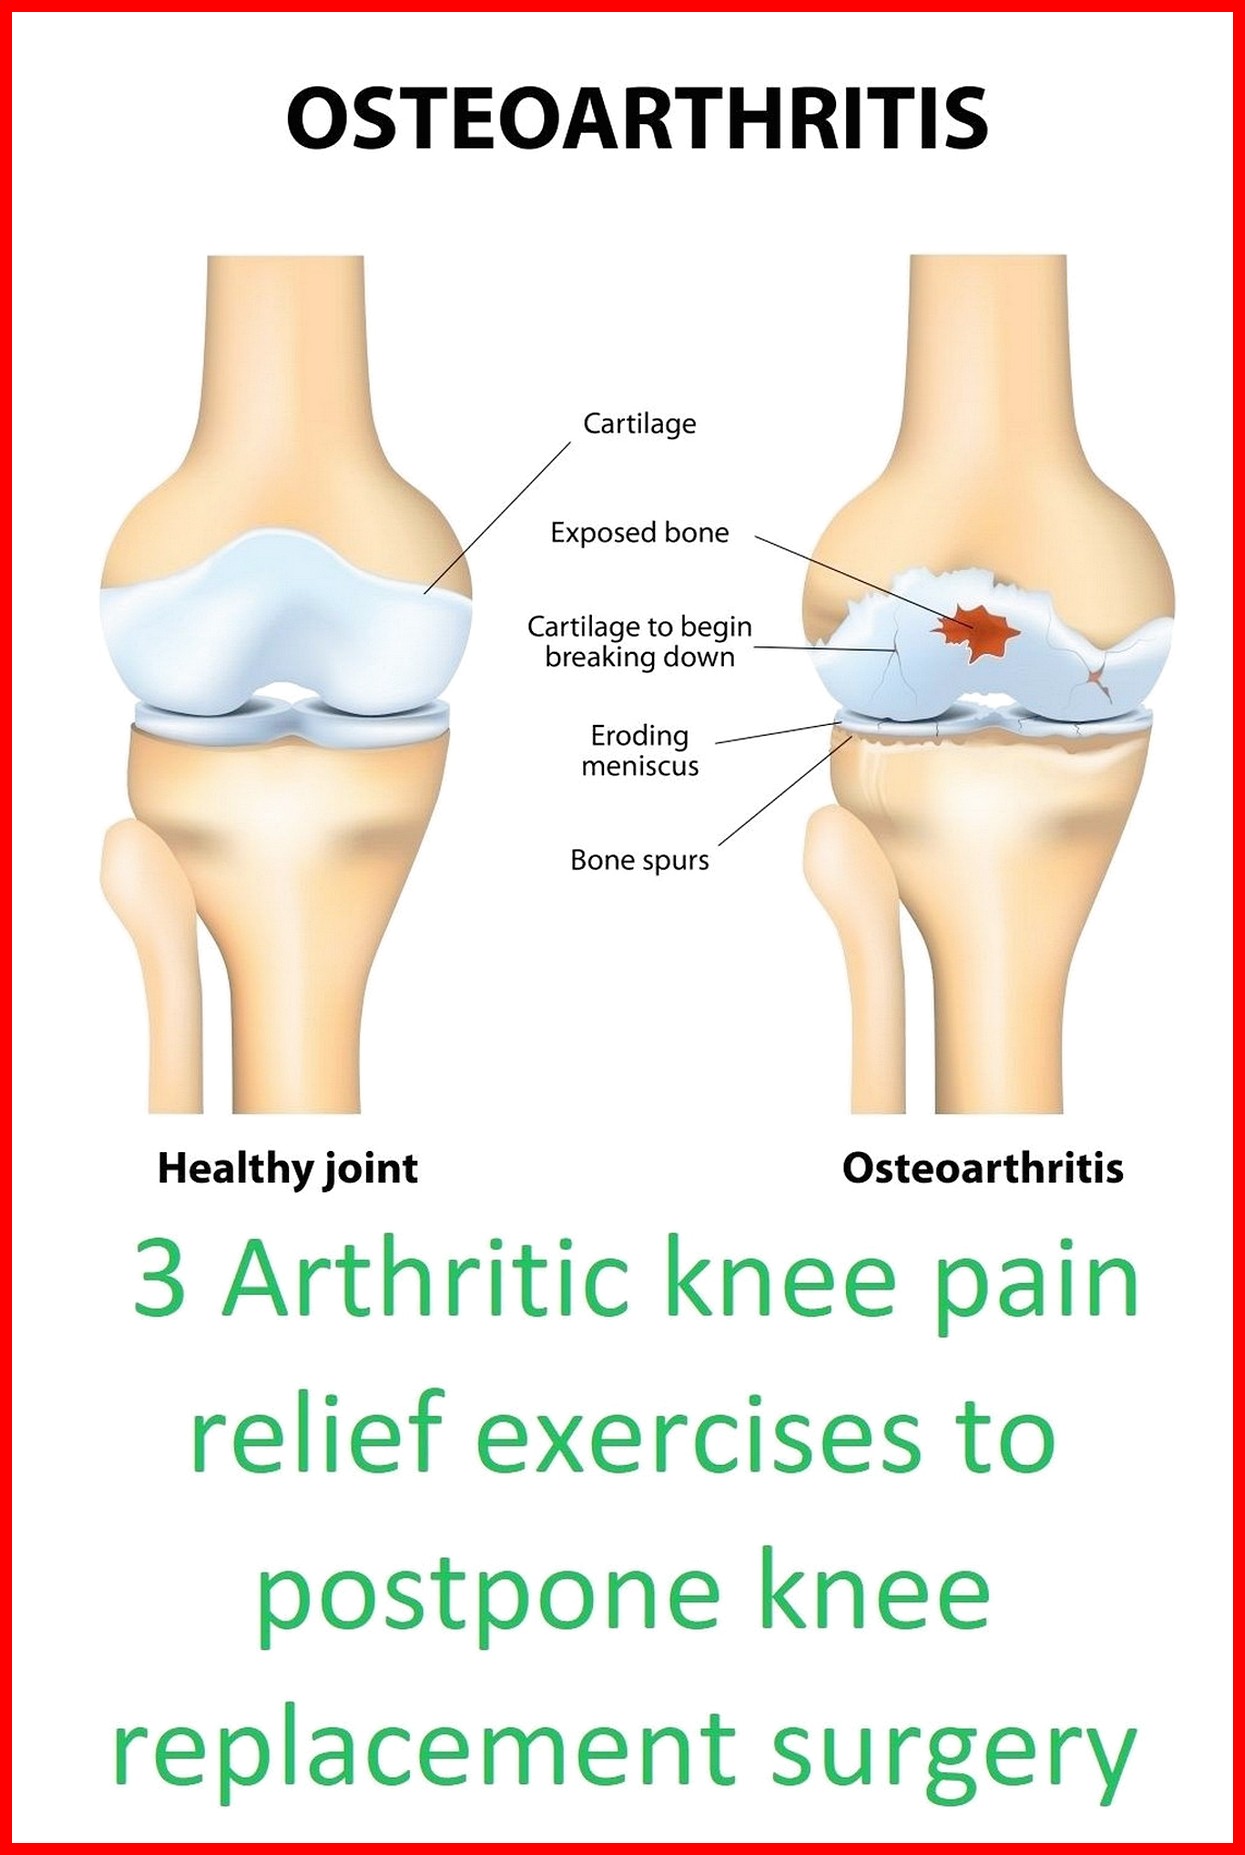 OSTEOARTHRITIS
Cartilage
Exposed bone
Cartilage to begin
breaking down
Eroding
meniscus
Bone spurs
Healthy joint
Osteoarthritis
3 Arthritic knee pain
relief exercises to
postpone knee
replacement surgery